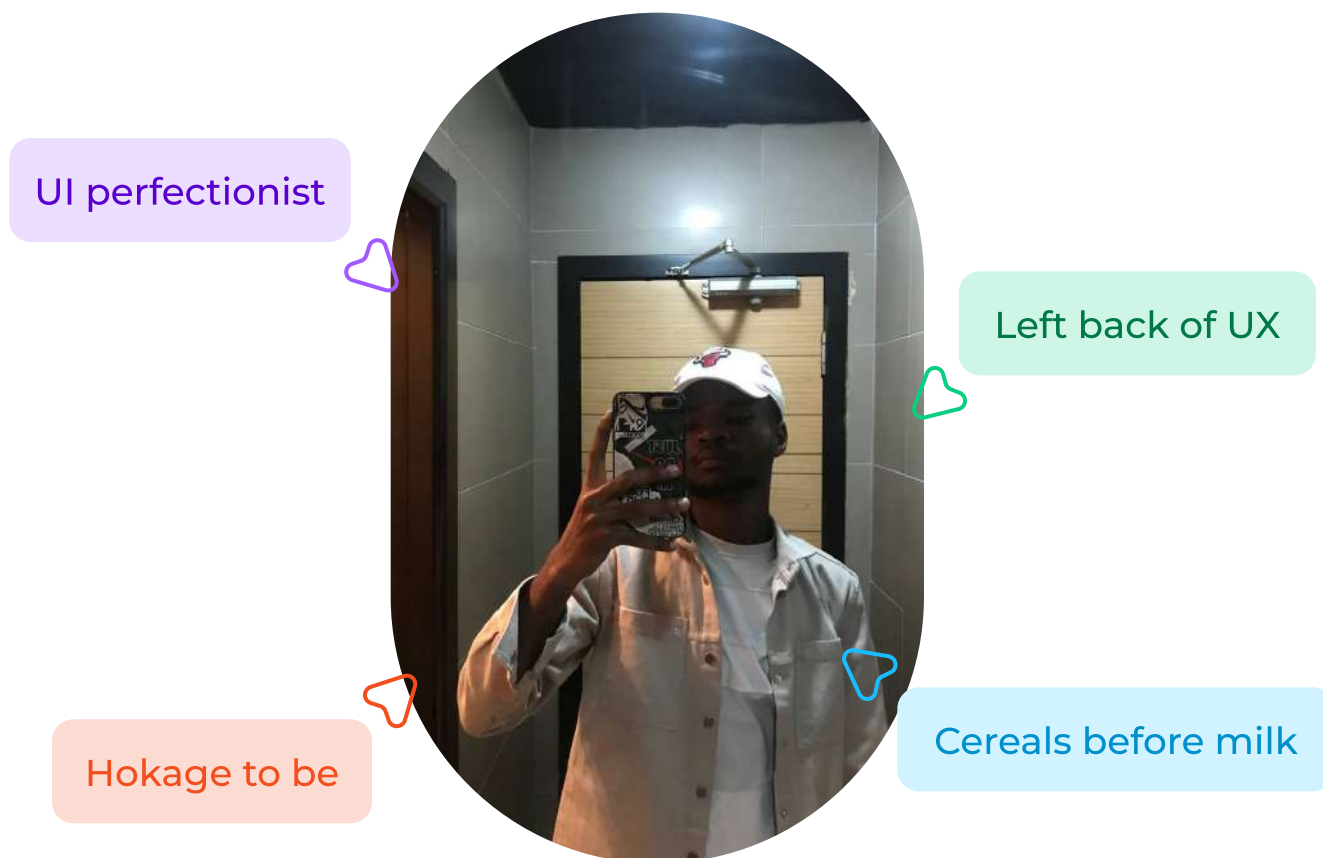 UI perfectionist
Left back of UX
Cereals before milk
Hokage to be